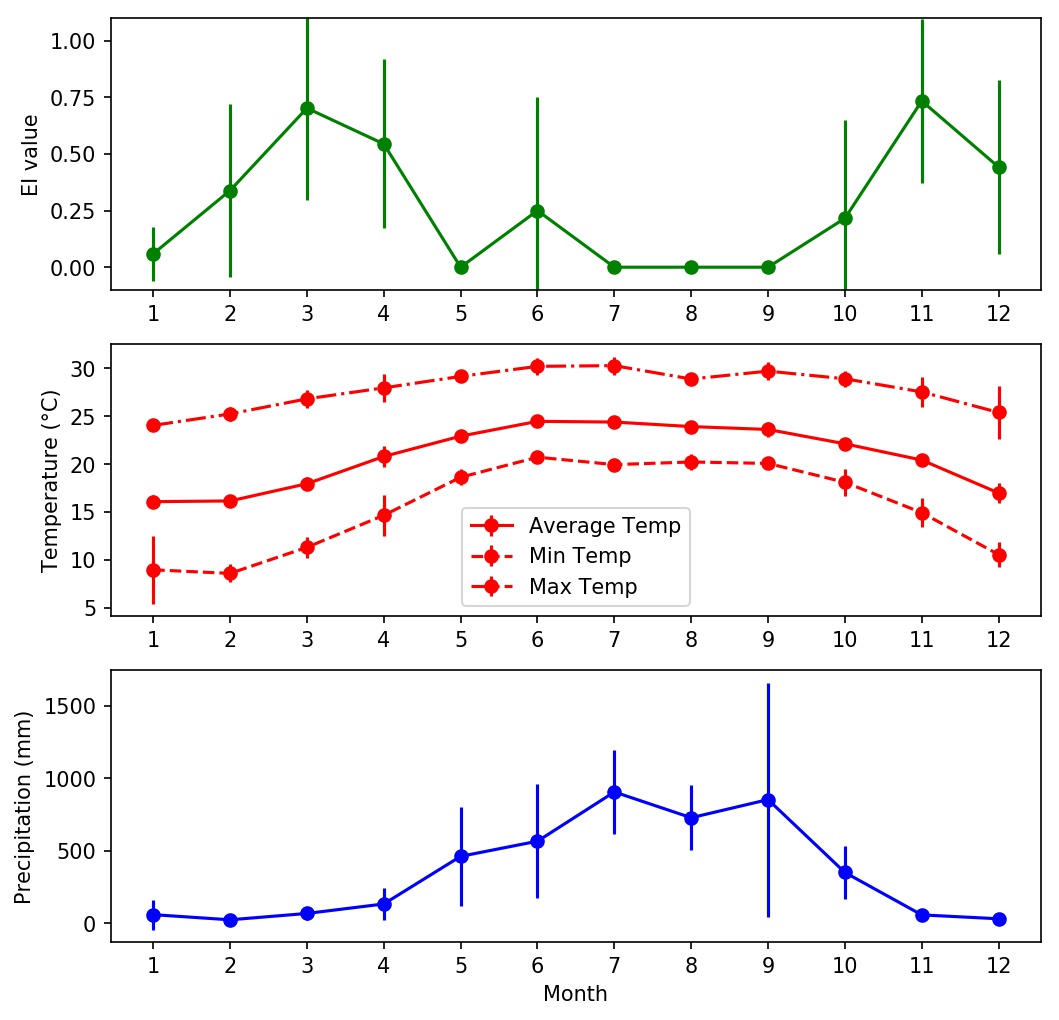 EI value
1.00
0.75
0.50
0.25
0.00
1 2 3 4 5 6 7 8 9 10 11 12
Temperature (°C)
30
25
20
15
10
5
Average Temp
Min Temp
Max Temp
1 2 3 4 5 6 7 8 9 10 11 12
Precipitation (mm)
1500
1000
500
0
1 2 3 4 5 6 7 8 9 10 11 12
Month